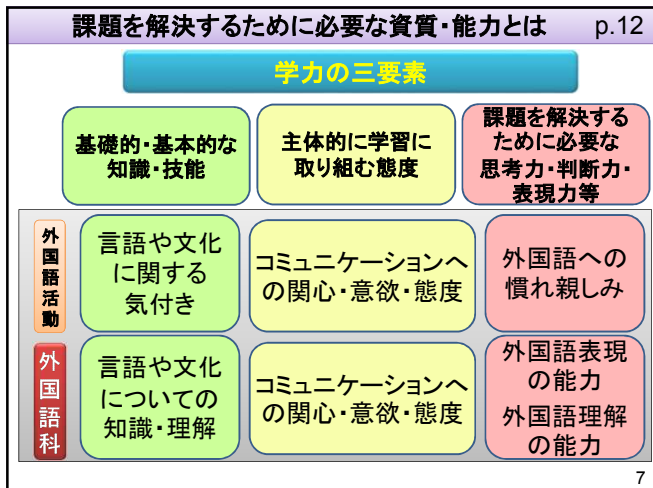 課題を解決するために必要な資質・能力とは p.12
学力の三要素
基礎的・基本的な
知識・技能
主体的に学習に
取り組む態度
課題を解決する
ために必要な
思考力・判断力・
表現力等
外国語活動
言語や文化
に関する
気付き
コミュニケーションへ
の関心・意欲・態度
外国語への
慣れ親しみ
外国語科
言語や文化
についての
知識・理解
コミュニケーションへ
の関心・意欲・態度
外国語表現
の能力
外国語理解
の能力
7